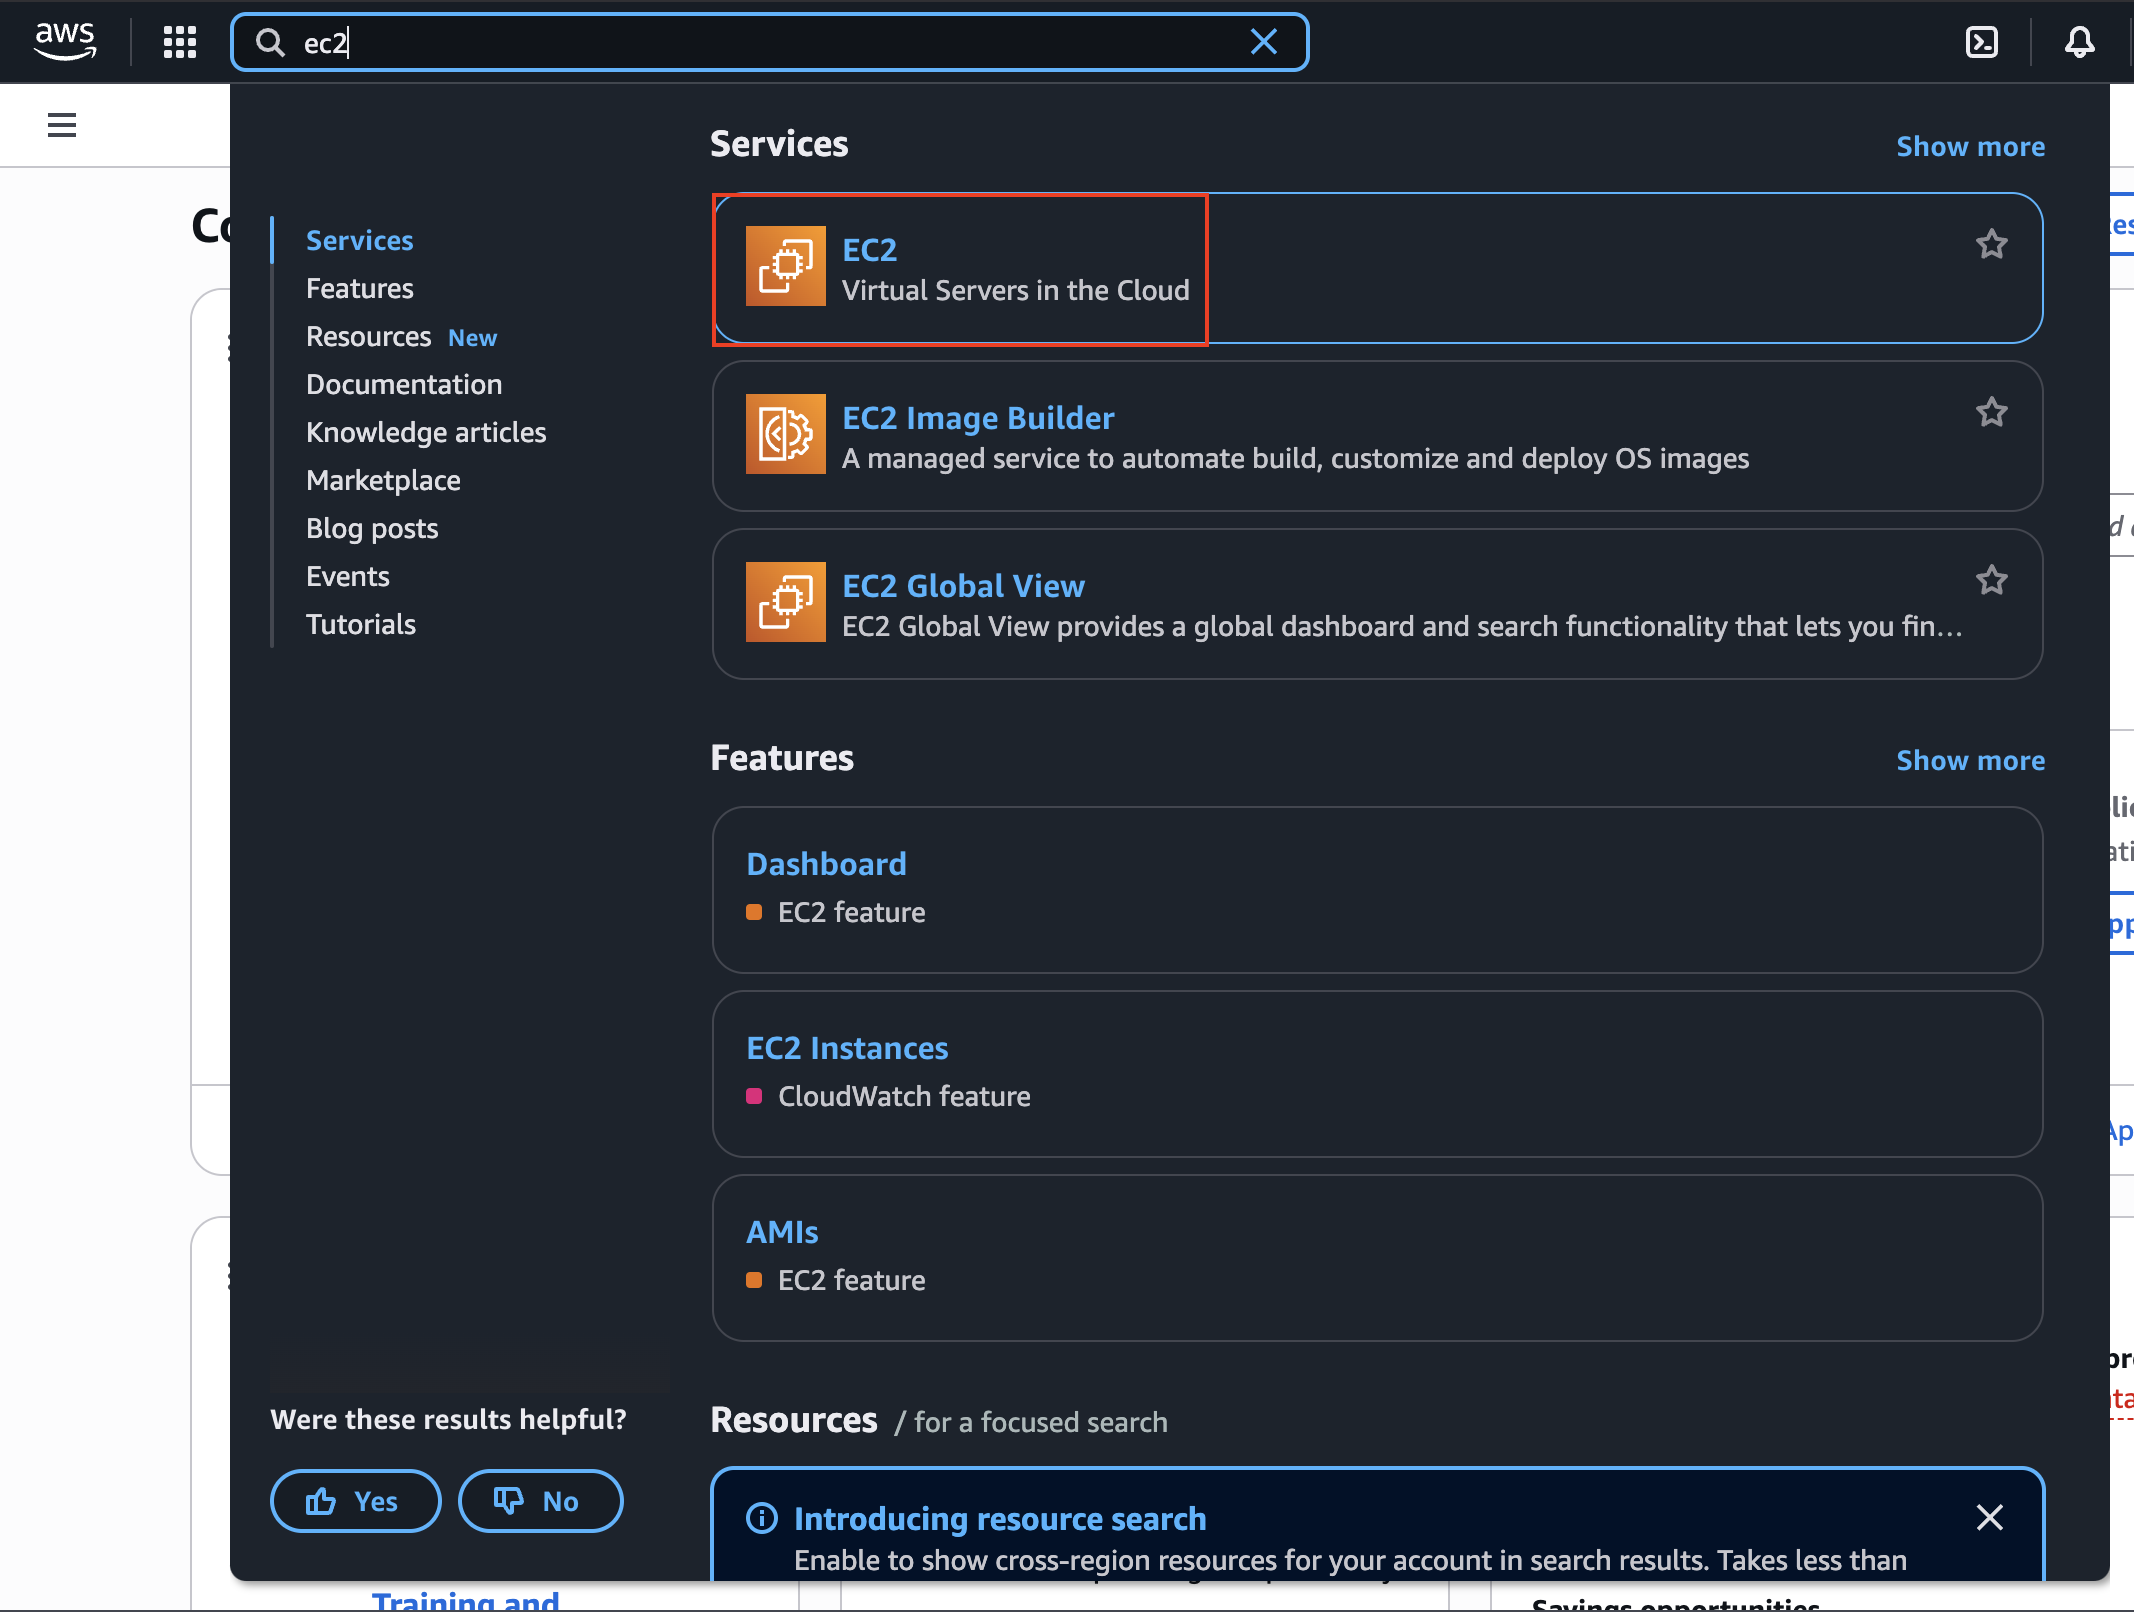 aws
ec2
Services
Show more
Services
Features
Resources New
Documentation
Knowledge articles
Marketplace
Blog posts
Events
Tutorials
EC2
Virtual Servers in the Cloud
EC2 Image Builder
A managed service to automate build, customize and deploy OS images
EC2 Global View
EC2 Global View provides a global dashboard and search functionality that lets you fin...
Features
Show more
Dashboard
EC2 feature
EC2 Instances
CloudWatch feature
AMIs
EC2 feature
Were these results helpful?
Yes
No
Resources / for a focused search
Introducing resource search
Enable to show cross-region resources for your account in search results. Takes less than
Training and
Savings opportunities